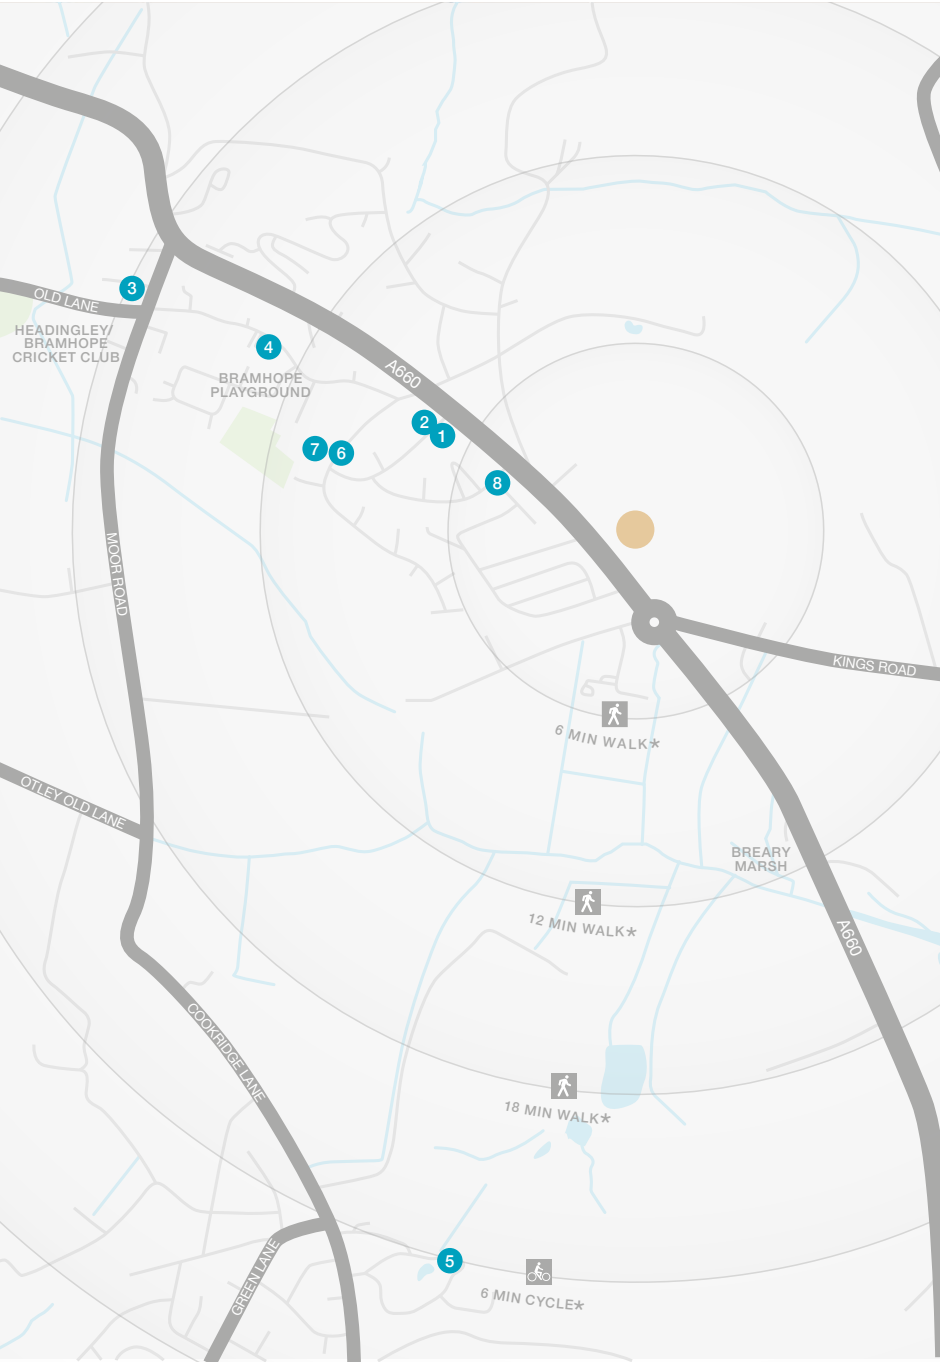 3
OLD LANE
HEADINGLEY/
BRAMHOPE
CRICKET CLUB
4
BRAMHOPE
PLAYGROUND
A660
2
1
7
6
8
MOOR ROAD
KINGS ROAD
6 MIN WALK*
OTLEY OLD LANE
BREARY
MARSH
12 MIN WALK*
A660
COOKRIDGE LANE
18 MIN WALK*
GREEN LANE
5
6 MIN CYCLE*